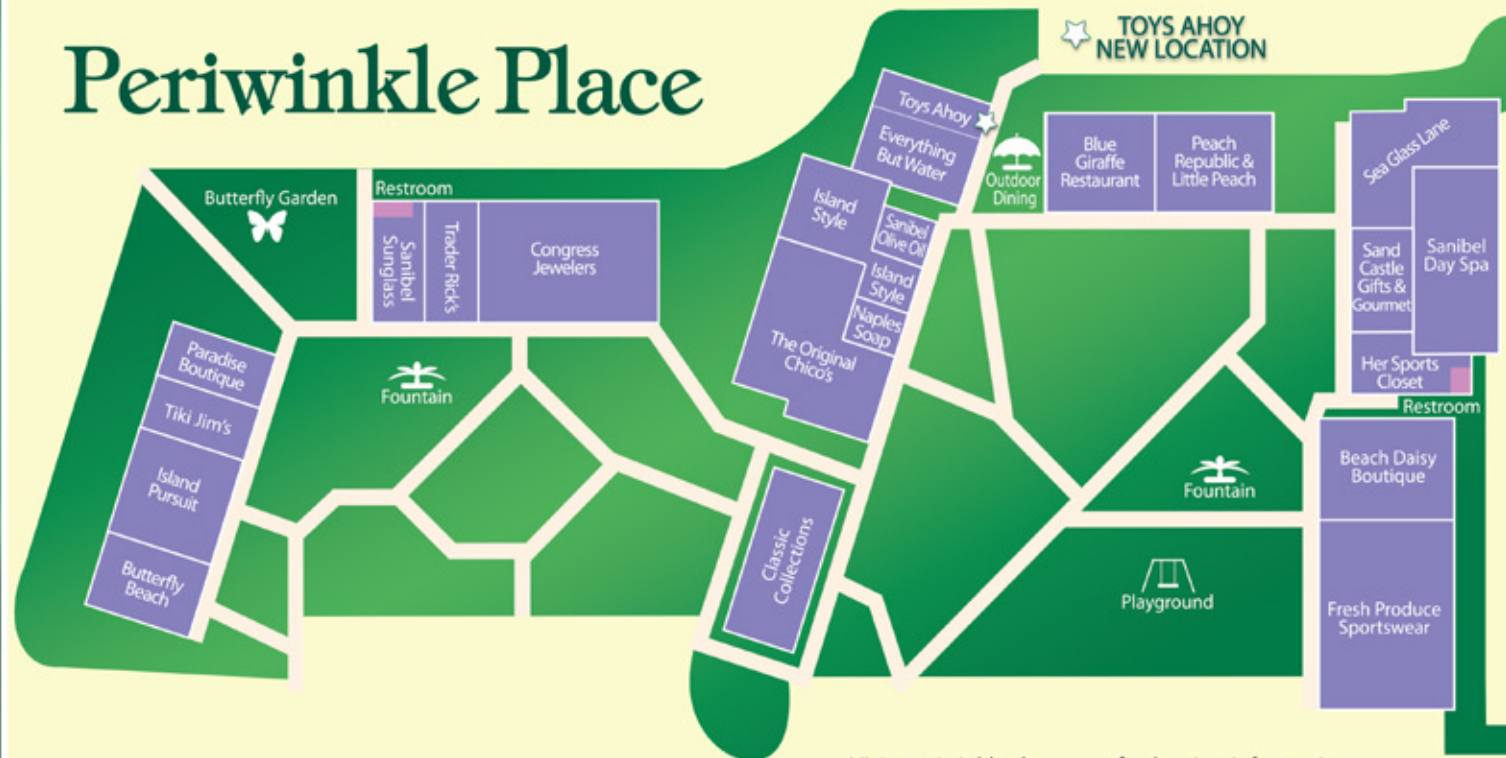 Periwinkle Place
TOYS AHOY
NEW LOCATION
Butterfly Garden
Restroom
Sanibel
Sunglass
Trader Rick's
Congress
Jewelers
Fountain
Paradise
Boutique
Tiki Jim's
Island
Pursuit
Butterfly
Beach
Toys Ahoy
Everything
But Water
Island
Style
Sanibel
Olive Oil
Island
Style
Naples
Soap
The Original
Chico's
Classic
Collections
Outdoor
Dining
Blue
Giraffe
Restaurant
Peach
Republic &
Little Peach
Sea Glass Lane
Sand
Castle
Gifts &
Gourmet
Sanibel
Day Spa
Her Sports
Closet
Restroom
Fountain
Beach Daisy
Boutique
Playground
Fresh Produce
Sportswear